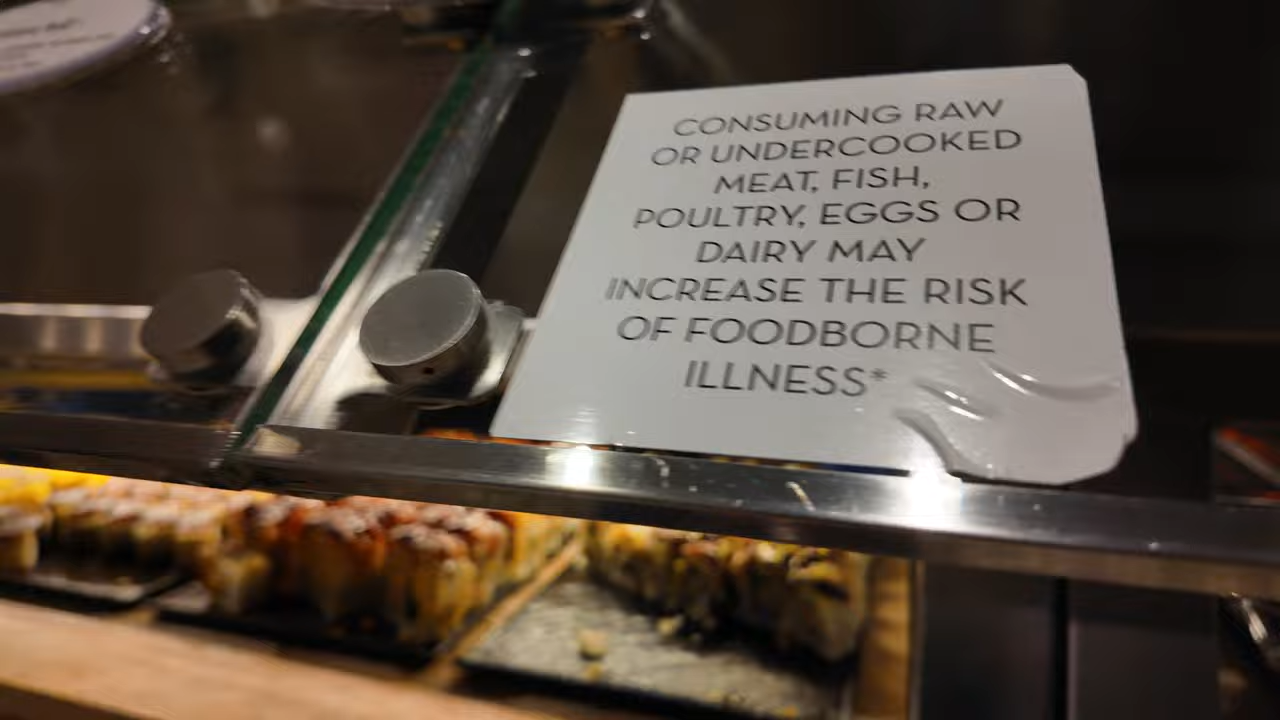 CONSUMING RAW
OR UNDERCOOKED
MEAT, FISH,
POULTRY, EGGS OR
DAIRY MAY
INCREASE THE RISK
OF FOODBORNE
ILLNESS*